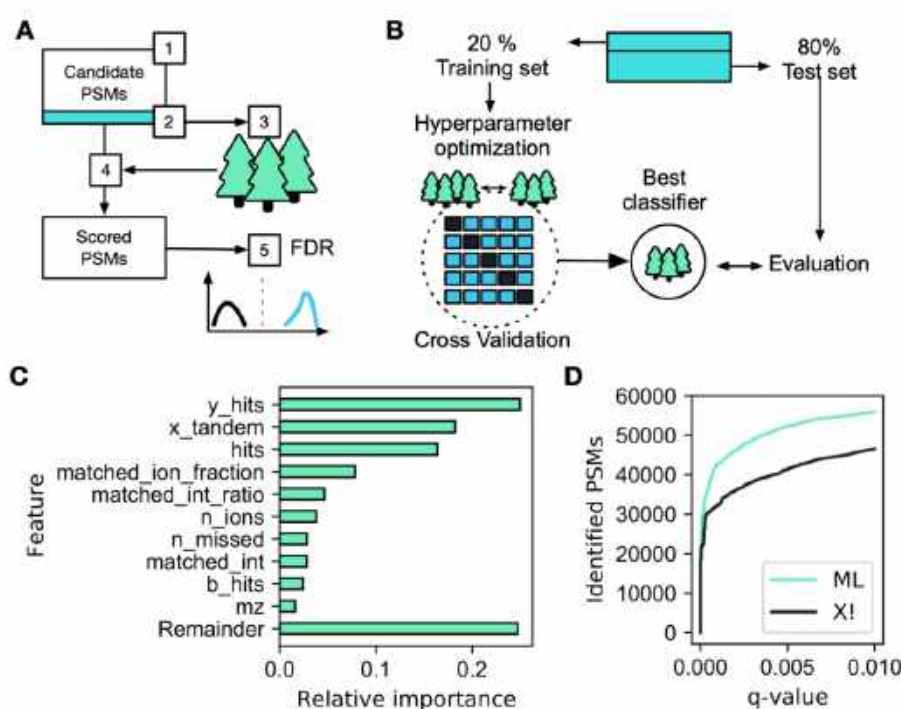 A
Candidate
PSMs
1
2
3
4
Scored
PSMs
5
FDR
B
20 %
Training set
80%
Test set
Hyperparameter
optimization
Best
classifier
Evaluation
Cross Validation
C
Feature
y_hits
x_tandem
hits
matched_ion_fraction
matched_int_ratio
n_ions
n_missed
matched_int
b_hits
mz
Remainder
0.0
0.1
0.2
Relative importance
D
Identified PSMs
60000
50000
40000
30000
20000
10000
0
ML
X!
0.000
0.005
0.010
q-value